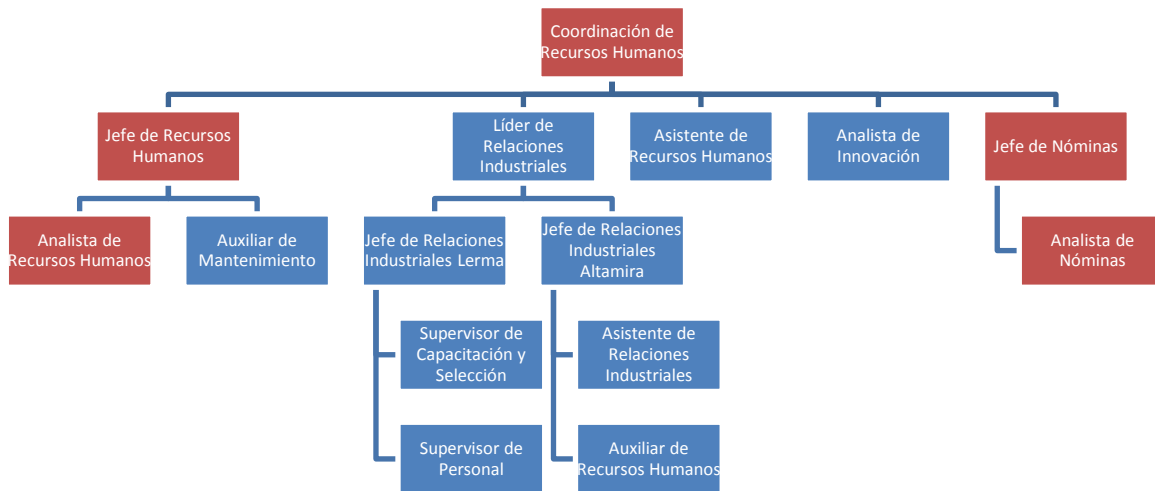 Coordinación de
Recursos Humanos
Jefe de Recursos
Humanos
Líder de
Relaciones
Industriales
Asistente de
Recursos Humanos
Analista de
Innovación
Jefe de Nóminas
Analista de
Recursos Humanos
Auxiliar de
Mantenimiento
Jefe de Relaciones
Industriales Lerma
Jefe de Relaciones
Industriales
Altamira
Analista de
Nóminas
Supervisor de
Capacitación y
Selección
Asistente de
Relaciones
Industriales
Supervisor de
Personal
Auxiliar de
Recursos Humanos